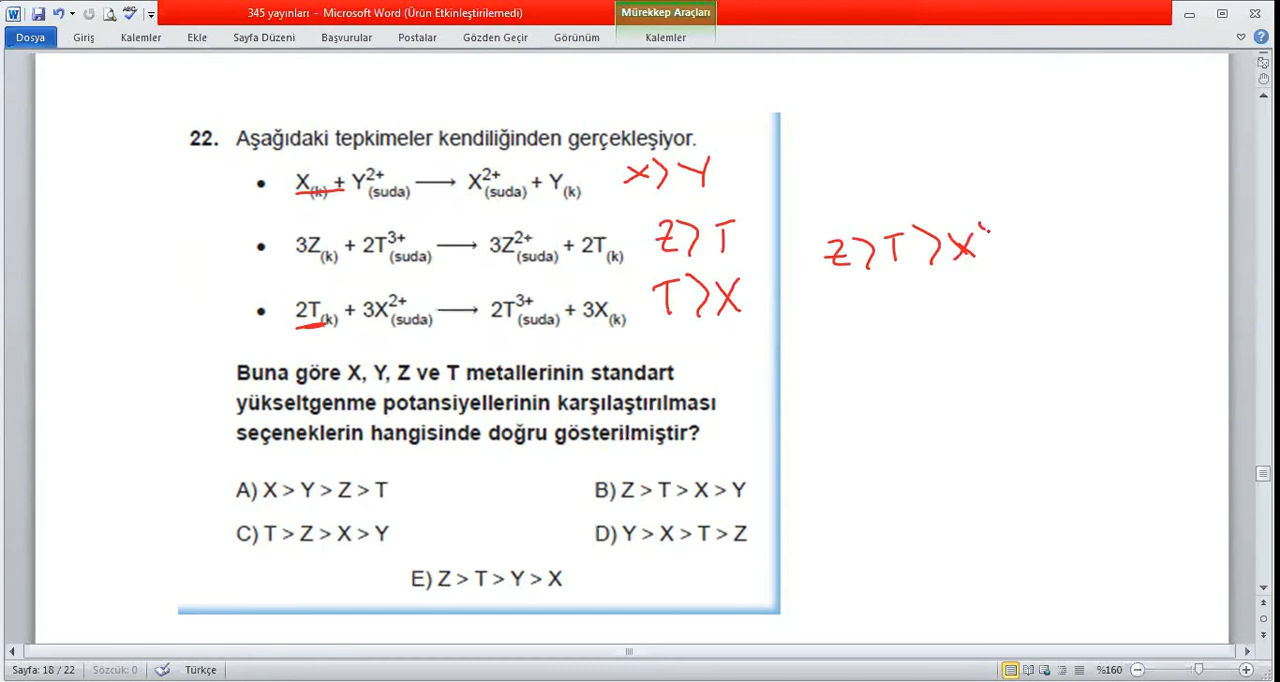 345 yayınları - Microsoft Word (Ürün Etkinleştirilemedi)
Mürekkep Araçları
Dosya Giriş Kalemler Ekle Sayfa Düzeni Başvurular Postalar Gözden Geçir Görünüm Kalemler
22. Aşağıdaki tepkimeler kendiliğinden gerçekleşiyor.
• X(k) + Y2+(suda) ⟶ X2+(suda) + Y(k) X>Y
• 3Z(k) + 2T3+(suda) ⟶ 3Z2+(suda) + 2T(k) Z>T
Z>T>X
• 2T(k) + 3X2+(suda) ⟶ 2T3+(suda) + 3X(k) T>X
Buna göre X, Y, Z ve T metallerinin standart
yükseltgenme potansiyellerinin karşılaştırılması
seçeneklerin hangisinde doğru gösterilmiştir?
A) X > Y > Z > T B) Z > T > X > Y
C) T > Z > X > Y D) Y > X > T > Z
E) Z > T > Y > X
Sayfa: 18 / 22 Sözcük: 0 Türkçe %160